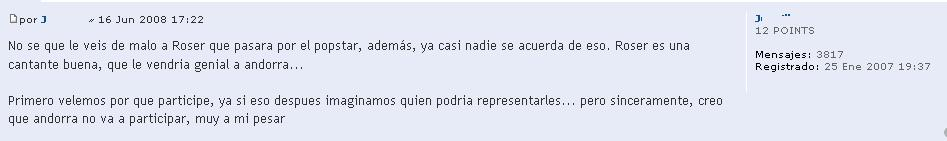 por J » 16 Jun 2008 17:22
No se que le veis de malo a Roser que pasara por el popstar, además, ya casi nadie se acuerda de eso. Roser es una
cantante buena, que le vendria genial a andorra...
Primero velemos por que participe, ya si eso despues imaginamos quien podria representarles... pero sinceramente, creo
que andorra no va a participar, muy a mi pesar
12 POINTS
Mensajes: 3817
Registrado: 25 Ene 2007 19:37